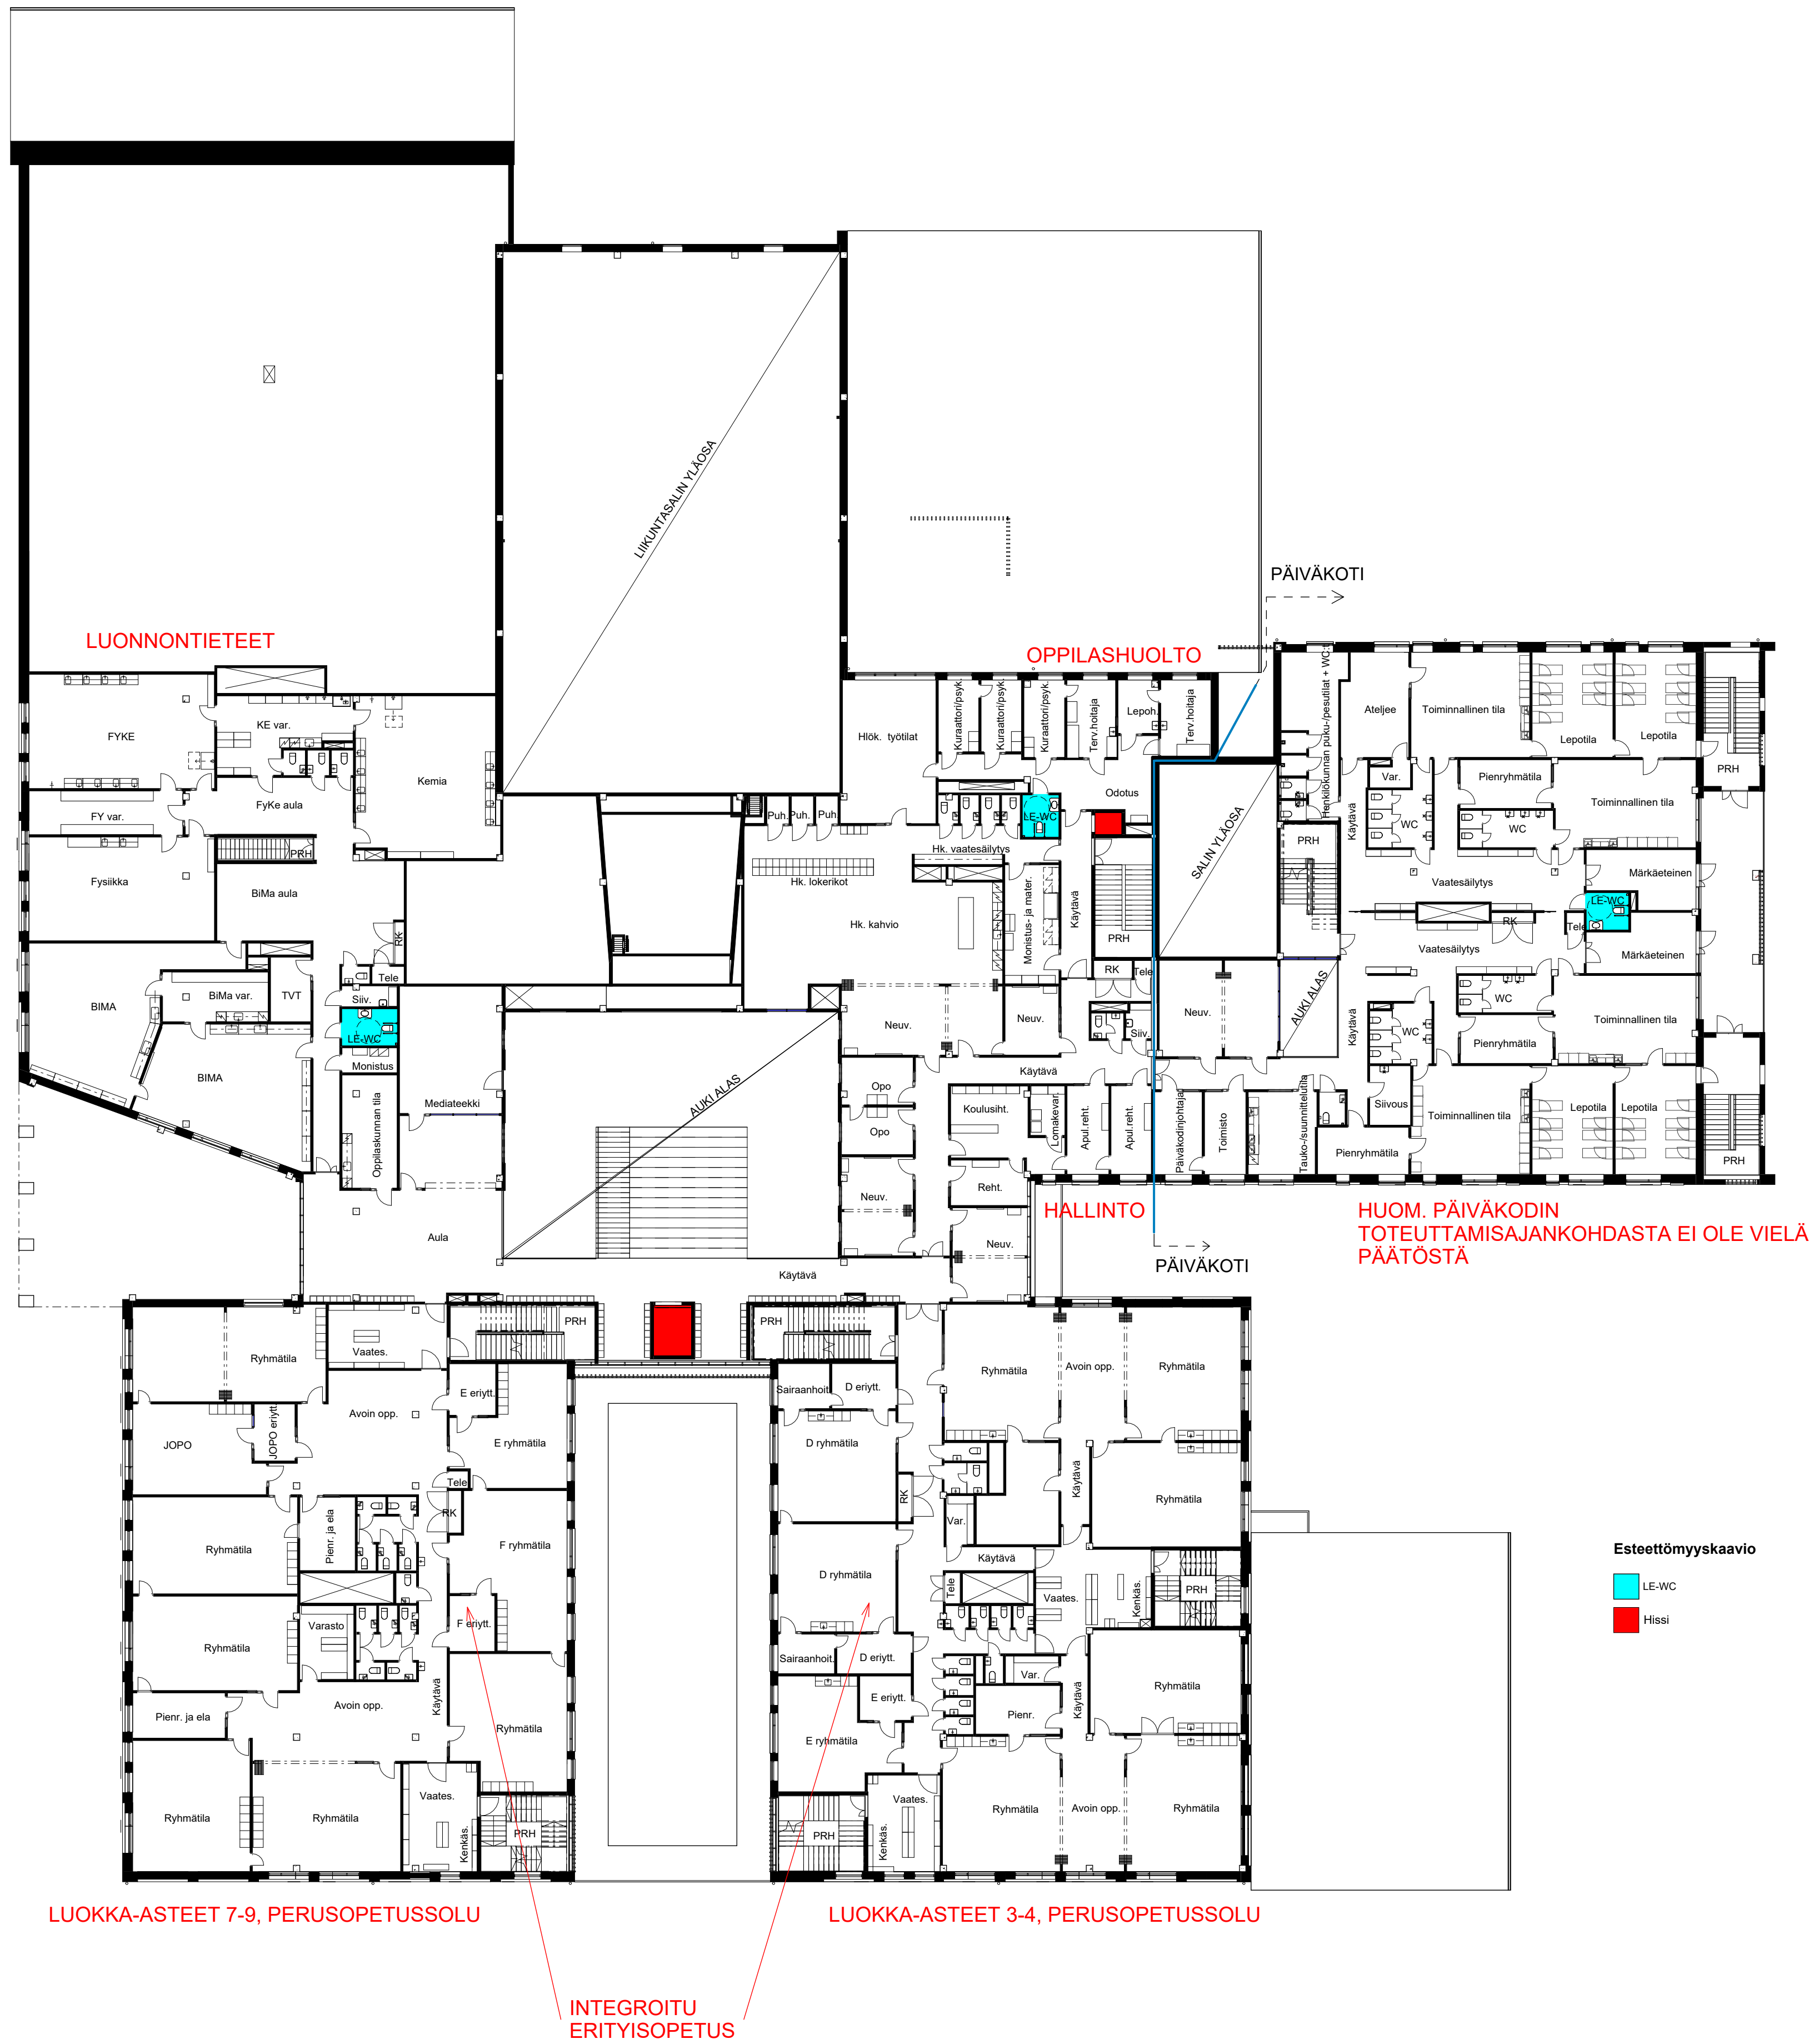 PÄIVÄKOTI
LUONNONTIETEET
LIIKUNTASALIN YLÄOSA
OPPILASHUOLTO
FYKE
KE var.
Kemia
FyKe aula
FY var.
PRH
Fysiikka
BiMa aula
RK
Tele
Siiv.
LE-WC
Monistus
BIMA
BiMa var.
TVT
BIMA
Oppilaskunnan tila
Mediateekki
Aula
AUKI ALAS
Hlök. työtilat
Kuraattori/psyk.
Kuraattori/psyk.
Kuraattori/psyk.
Terv.hoitaja
Lepoh.
Terv.hoitaja
Odotus
Puh.
Puh.
Puh.
LE-WC
Hk. vaatesäilytys
Hk. lokerikot
Hk. kahvio
Monistus- ja mater.
Käytävä
PRH
RK
Tele
Siiv.
Neuv.
Neuv.
Käytävä
Opo
Opo
Neuv.
Koulusiht.
Lomakevar.
Apul.reht.
Apul.reht.
Reht.
Neuv.
HALLINTO
SALIN YLÄOSA
Neuv.
AUKI ALAS
Päiväkodinjohtaja
Toimisto
Tauko-/suunnittelutila
Henkilökunnan puku-/pesutilat + WC:t
Ateljee
Toiminnallinen tila
Lepotila
Lepotila
PRH
Var.
Pienryhmätila
Toiminnallinen tila
WC
WC
Käytävä
PRH
Vaatesäilytys
Märkäeteinen
LE-WC
RK
Tele
Vaatesäilytys
Märkäeteinen
WC
WC
Käytävä
Toiminnallinen tila
Pienryhmätila
Siivous
Toiminnallinen tila
Lepotila
Lepotila
Pienryhmätila
PRH
PÄIVÄKOTI
HUOM. PÄIVÄKODIN
TOTEUTTAMISAJANKOHDASTA EI OLE VIELÄ
PÄÄTÖSTÄ
Käytävä
PRH
PRH
Ryhmätila
Vaates.
E eriytt.
Avoin opp.
JOPO
JOPO eriytt.
E ryhmätila
Tele
RK
Ryhmätila
Pienr. ja ela
F ryhmätila
F eriytt.
Varasto
Ryhmätila
Käytävä
Pienr. ja ela
Avoin opp.
Ryhmätila
Ryhmätila
Ryhmätila
Vaates.
Kenkäs.
PRH
Sairaanhoit.
D eriytt.
D ryhmätila
RK
Ryhmätila
Avoin opp.
Ryhmätila
Käytävä
Ryhmätila
Var.
D ryhmätila
Käytävä
Tele
Vaates.
Kenkäs.
PRH
Sairaanhoit.
D eriytt.
E eriytt.
E ryhmätila
Var.
Pienr.
Käytävä
Ryhmätila
Vaates.
Kenkäs.
PRH
Ryhmätila
Avoin opp.
Ryhmätila
Esteettömyyskaavio
LE-WC
Hissi
LUOKKA-ASTEET 7-9, PERUSOPETUSSOLU
LUOKKA-ASTEET 3-4, PERUSOPETUSSOLU
INTEGROITU
ERITYISOPETUS